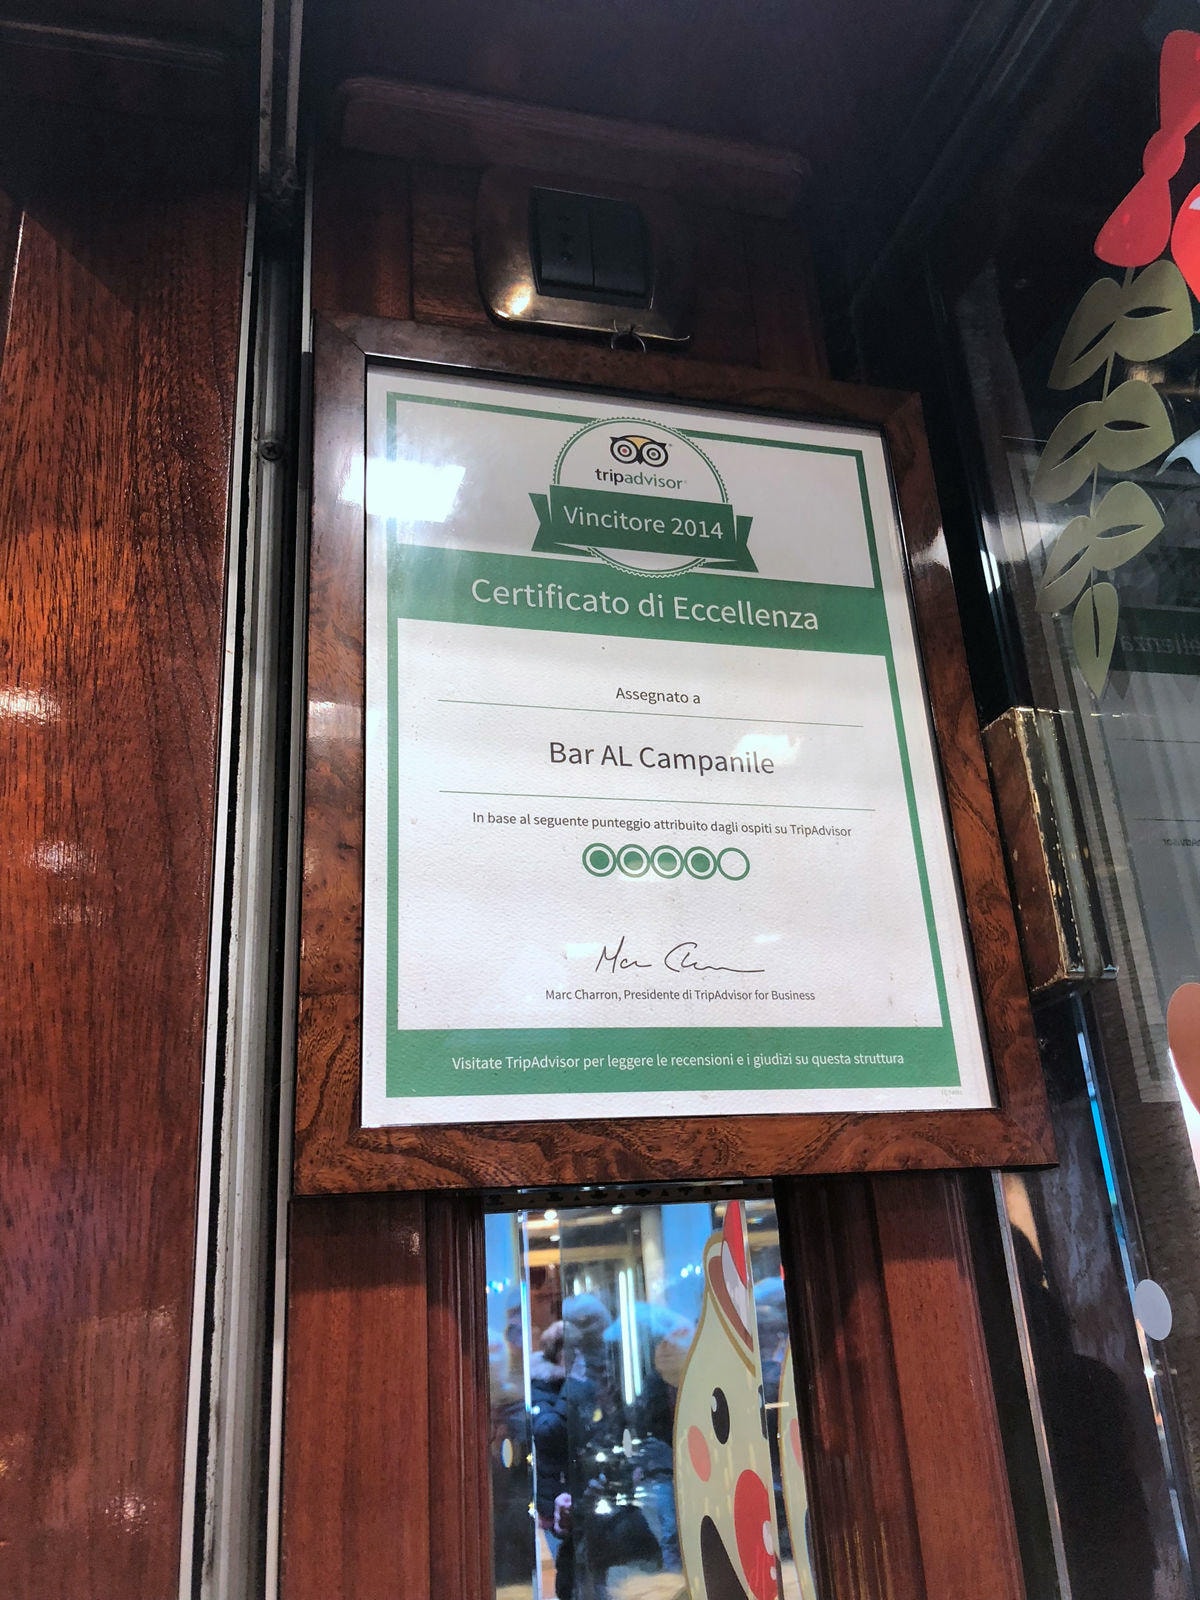 tripadvisor
Vincitore 2014
Certificato di Eccellenza
Assegnato a
Bar AL Campanile
In base al seguente punteggio attribuito dagli ospiti su TripAdvisor
Marc Charron, Presidente di TripAdvisor for Business
Visitate TripAdvisor per leggere le recensioni e i giudizi su questa struttura